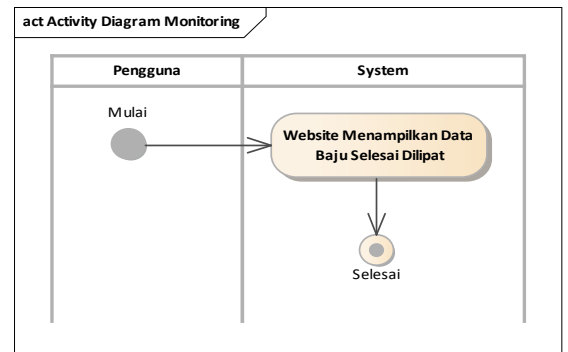 act Activity Diagram Monitoring
Pengguna
System
Mulai
Website Menampilkan Data
Baju Selesai Dilipat
Selesai